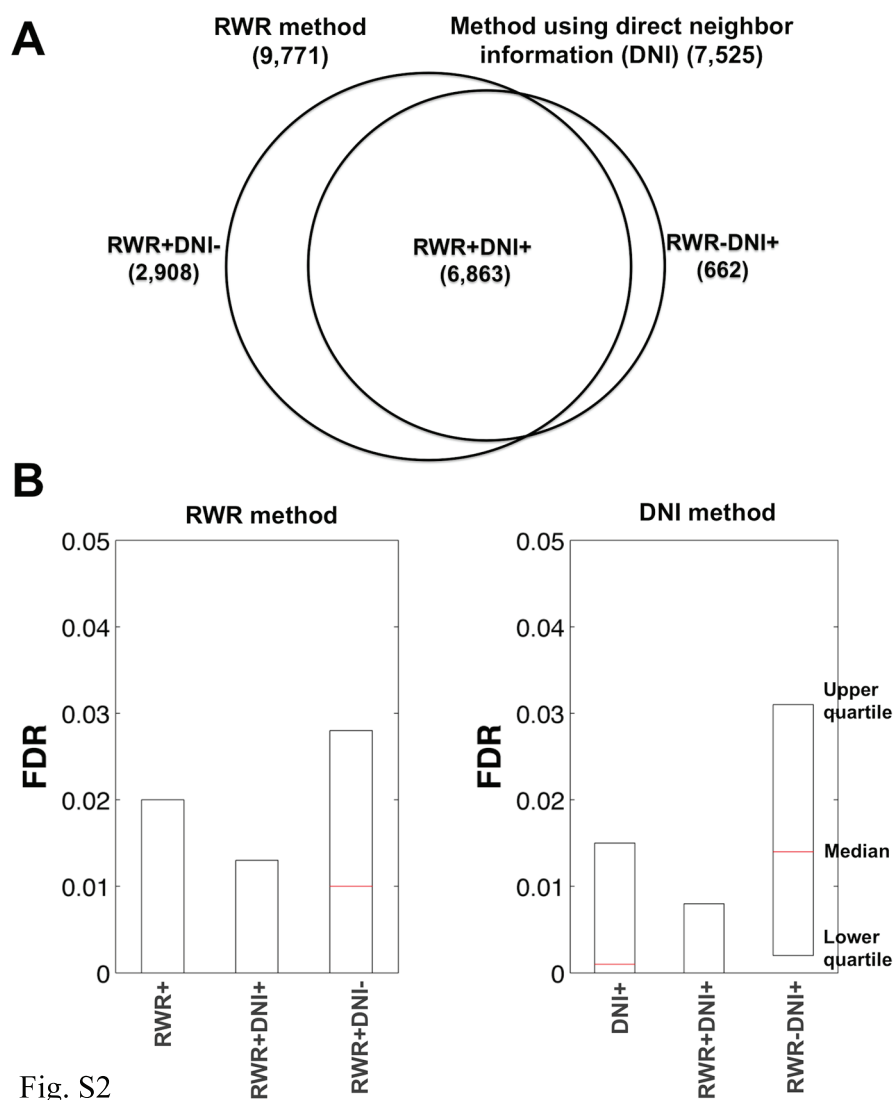 A
RWR method
(9,771)
Method using direct neighbor
information (DNI) (7,525)
RWR+DNI-
(2,908)
RWR+DNI+
(6,863)
RWR-DNI+
(662)
B
RWR method
0.05
0.04
0.03
0.02
0.01
0
FDR
RWR+
RWR+DNI+
RWR+DNI-
DNI method
0.05
0.04
0.03
0.02
0.01
0
FDR
DNI+
RWR+DNI+
RWR-DNI+
Upper
quartile
Median
Lower
quartile
Fig. S2